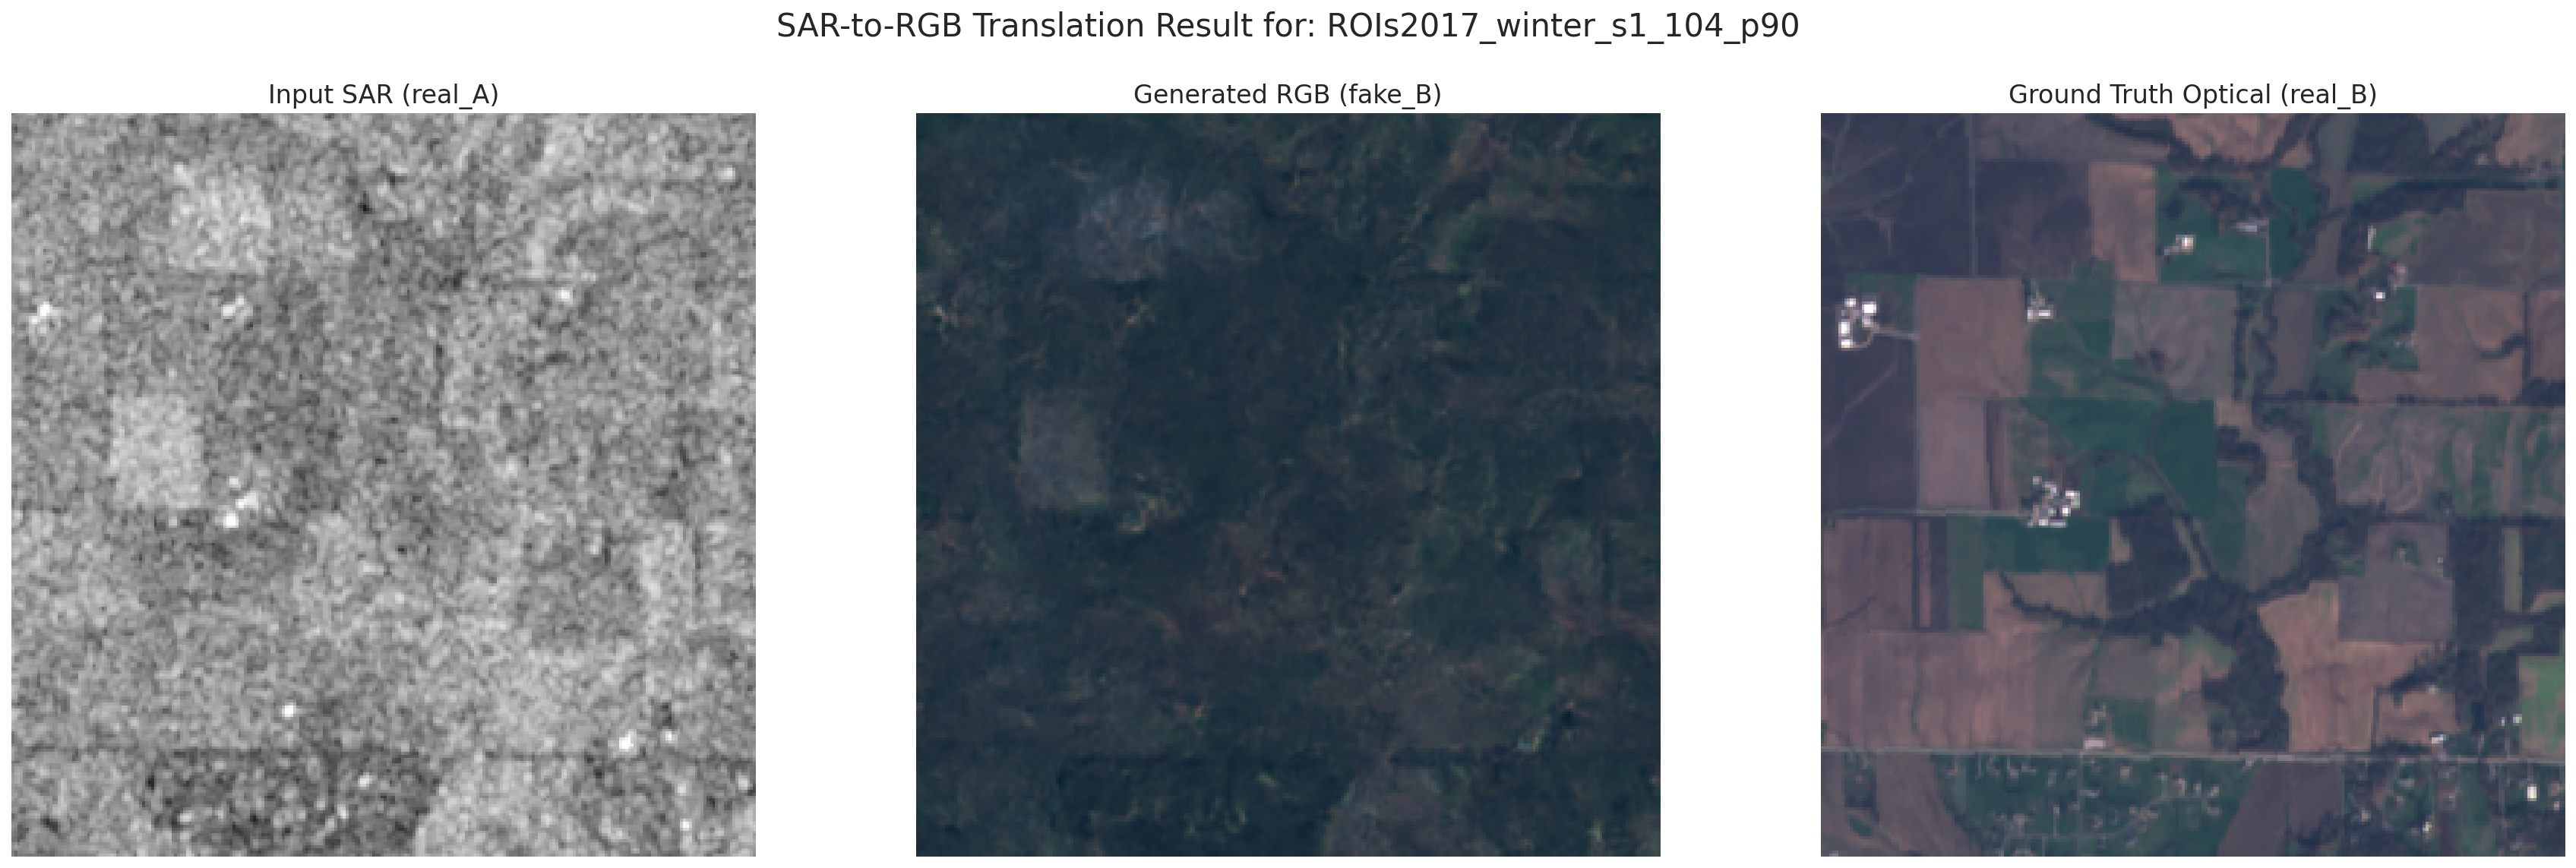 SAR-to-RGB Translation Result for: ROIs2017_winter_s1_104_p90
Input SAR (real_A)
Generated RGB (fake_B)
Ground Truth Optical (real_B)